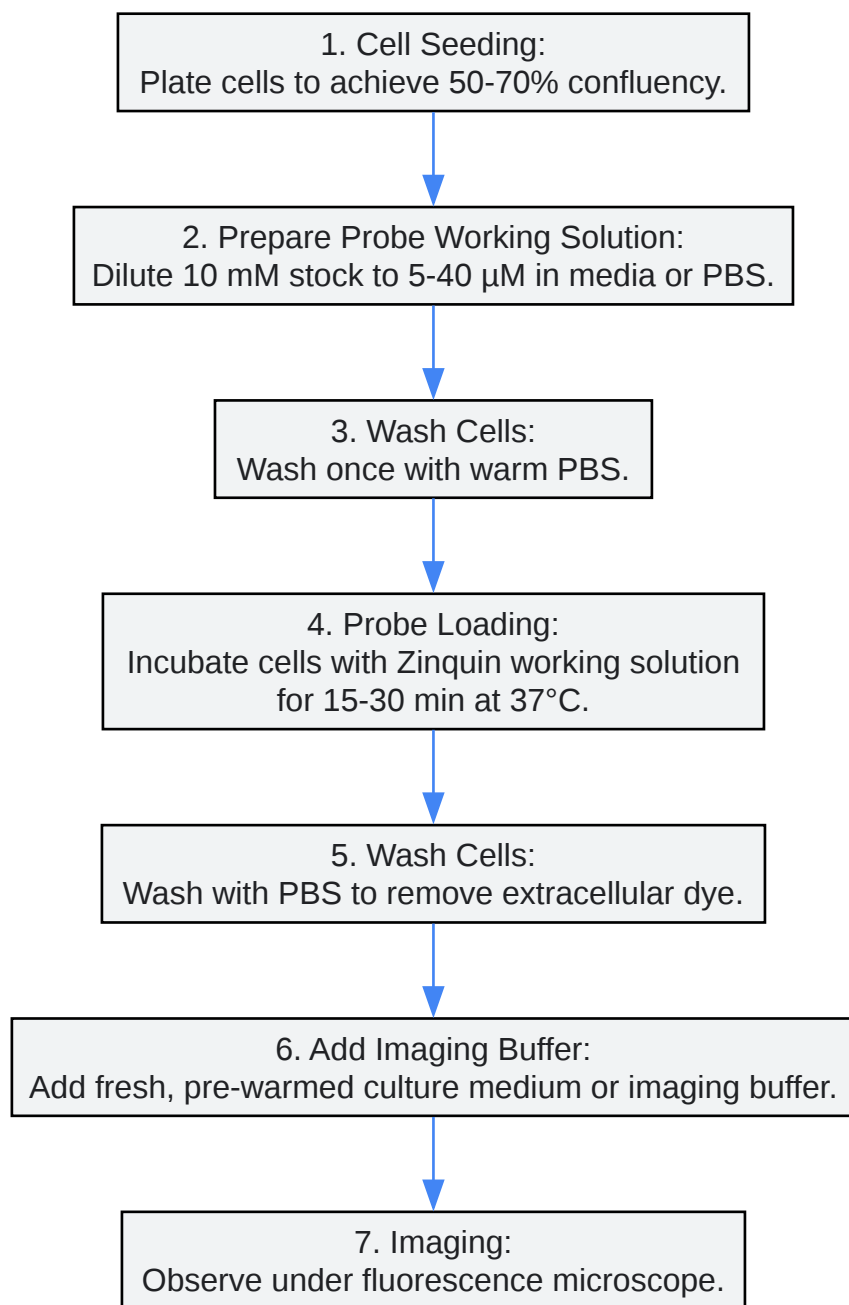 1. Cell Seeding:
Plate cells to achieve 50-70% confluency.
2. Prepare Probe Working Solution:
Dilute 10 mM stock to 5-40 µM in media or PBS.
3. Wash Cells:
Wash once with warm PBS.
4. Probe Loading:
Incubate cells with Zinquin working solution
for 15-30 min at 37°C.
5. Wash Cells:
Wash with PBS to remove extracellular dye.
6. Add Imaging Buffer:
Add fresh, pre-warmed culture medium or imaging buffer.
7. Imaging:
Observe under fluorescence microscope.